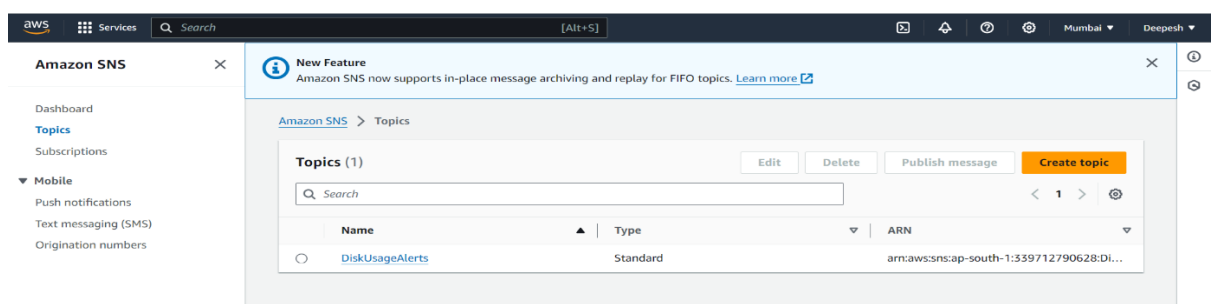 aws Services Search [Alt+S] Mumbai ▼ Deepesh ▼
Amazon SNS
Dashboard
Topics
Subscriptions
▼ Mobile
Push notifications
Text messaging (SMS)
Origination numbers
New Feature
Amazon SNS now supports in-place message archiving and replay for FIFO topics. Learn more
Amazon SNS > Topics
Topics (1) Edit Delete Publish message Create topic
Search < 1 >
Name Type ARN
DiskUsageAlerts Standard arn:aws:sns:ap-south-1:339712790628:Di...